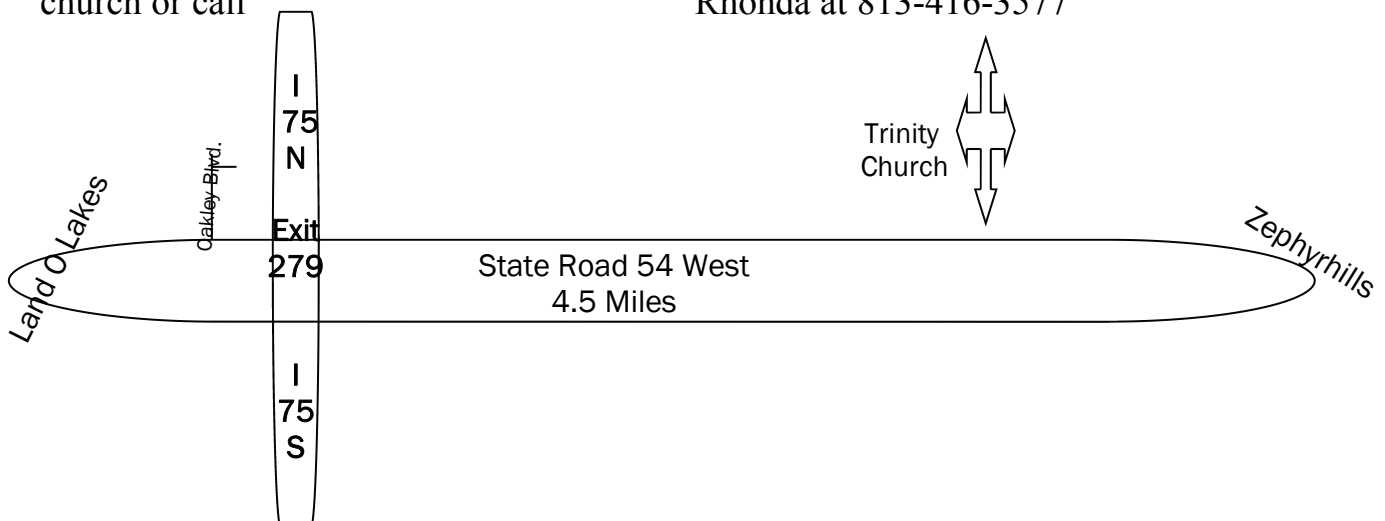 church or call
Rhonda at 813-416-3577
I
75
N
Trinity
Church
Oakley Blvd.
Land O Lakes
Exit
279
State Road 54 West
4.5 Miles
Zephyrhills
I
75
S